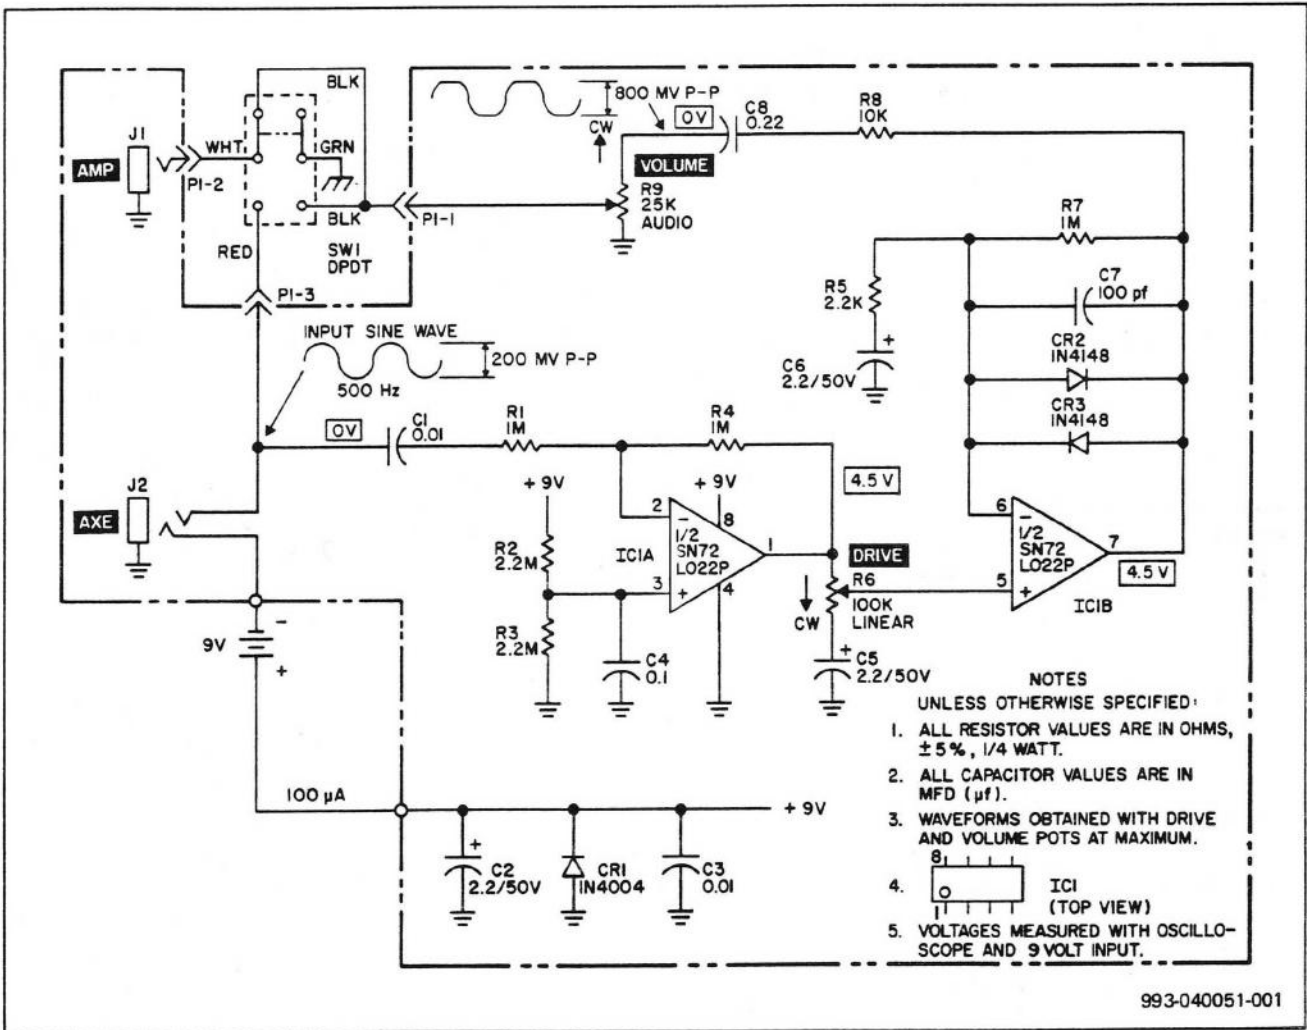 BLK
800 MV P-P
0V
C8
0.22
R8
10K
CW
J1
WHT
GRN
VOLUME
AMP
P1-2
R9
25K
AUDIO
BLK
P1-1
R7
1M
RED
SW1
DPDT
R5
2.2K
C7
100 pf
P1-3
INPUT SINE WAVE
200 MV P-P
500 Hz
CR2
1N4148
+
C6
2.2/50V
CR3
1N4148
0V
C1
0.01
R1
1M
R4
1M
4.5 V
J2
AXE
+ 9V
+ 9V
2
−
8
1/2
SN72
L022P
IC1A
1
3
+
4
R2
2.2M
R3
2.2M
C4
0.1
DRIVE
R6
100K
LINEAR
CW
+
C5
2.2/50V
6
−
1/2
SN72
L022P
7
5
+
4.5 V
IC1B
9V
−
+
100 µA
+ 9V
+
C2
2.2/50V
CR1
1N4004
C3
0.01
NOTES
UNLESS OTHERWISE SPECIFIED:
1. ALL RESISTOR VALUES ARE IN OHMS,
±5%, 1/4 WATT.
2. ALL CAPACITOR VALUES ARE IN
MFD (µf).
3. WAVEFORMS OBTAINED WITH DRIVE
AND VOLUME POTS AT MAXIMUM.
4.
8
1
IC1
(TOP VIEW)
5. VOLTAGES MEASURED WITH OSCILLO-
SCOPE AND 9 VOLT INPUT.
993-040051-001